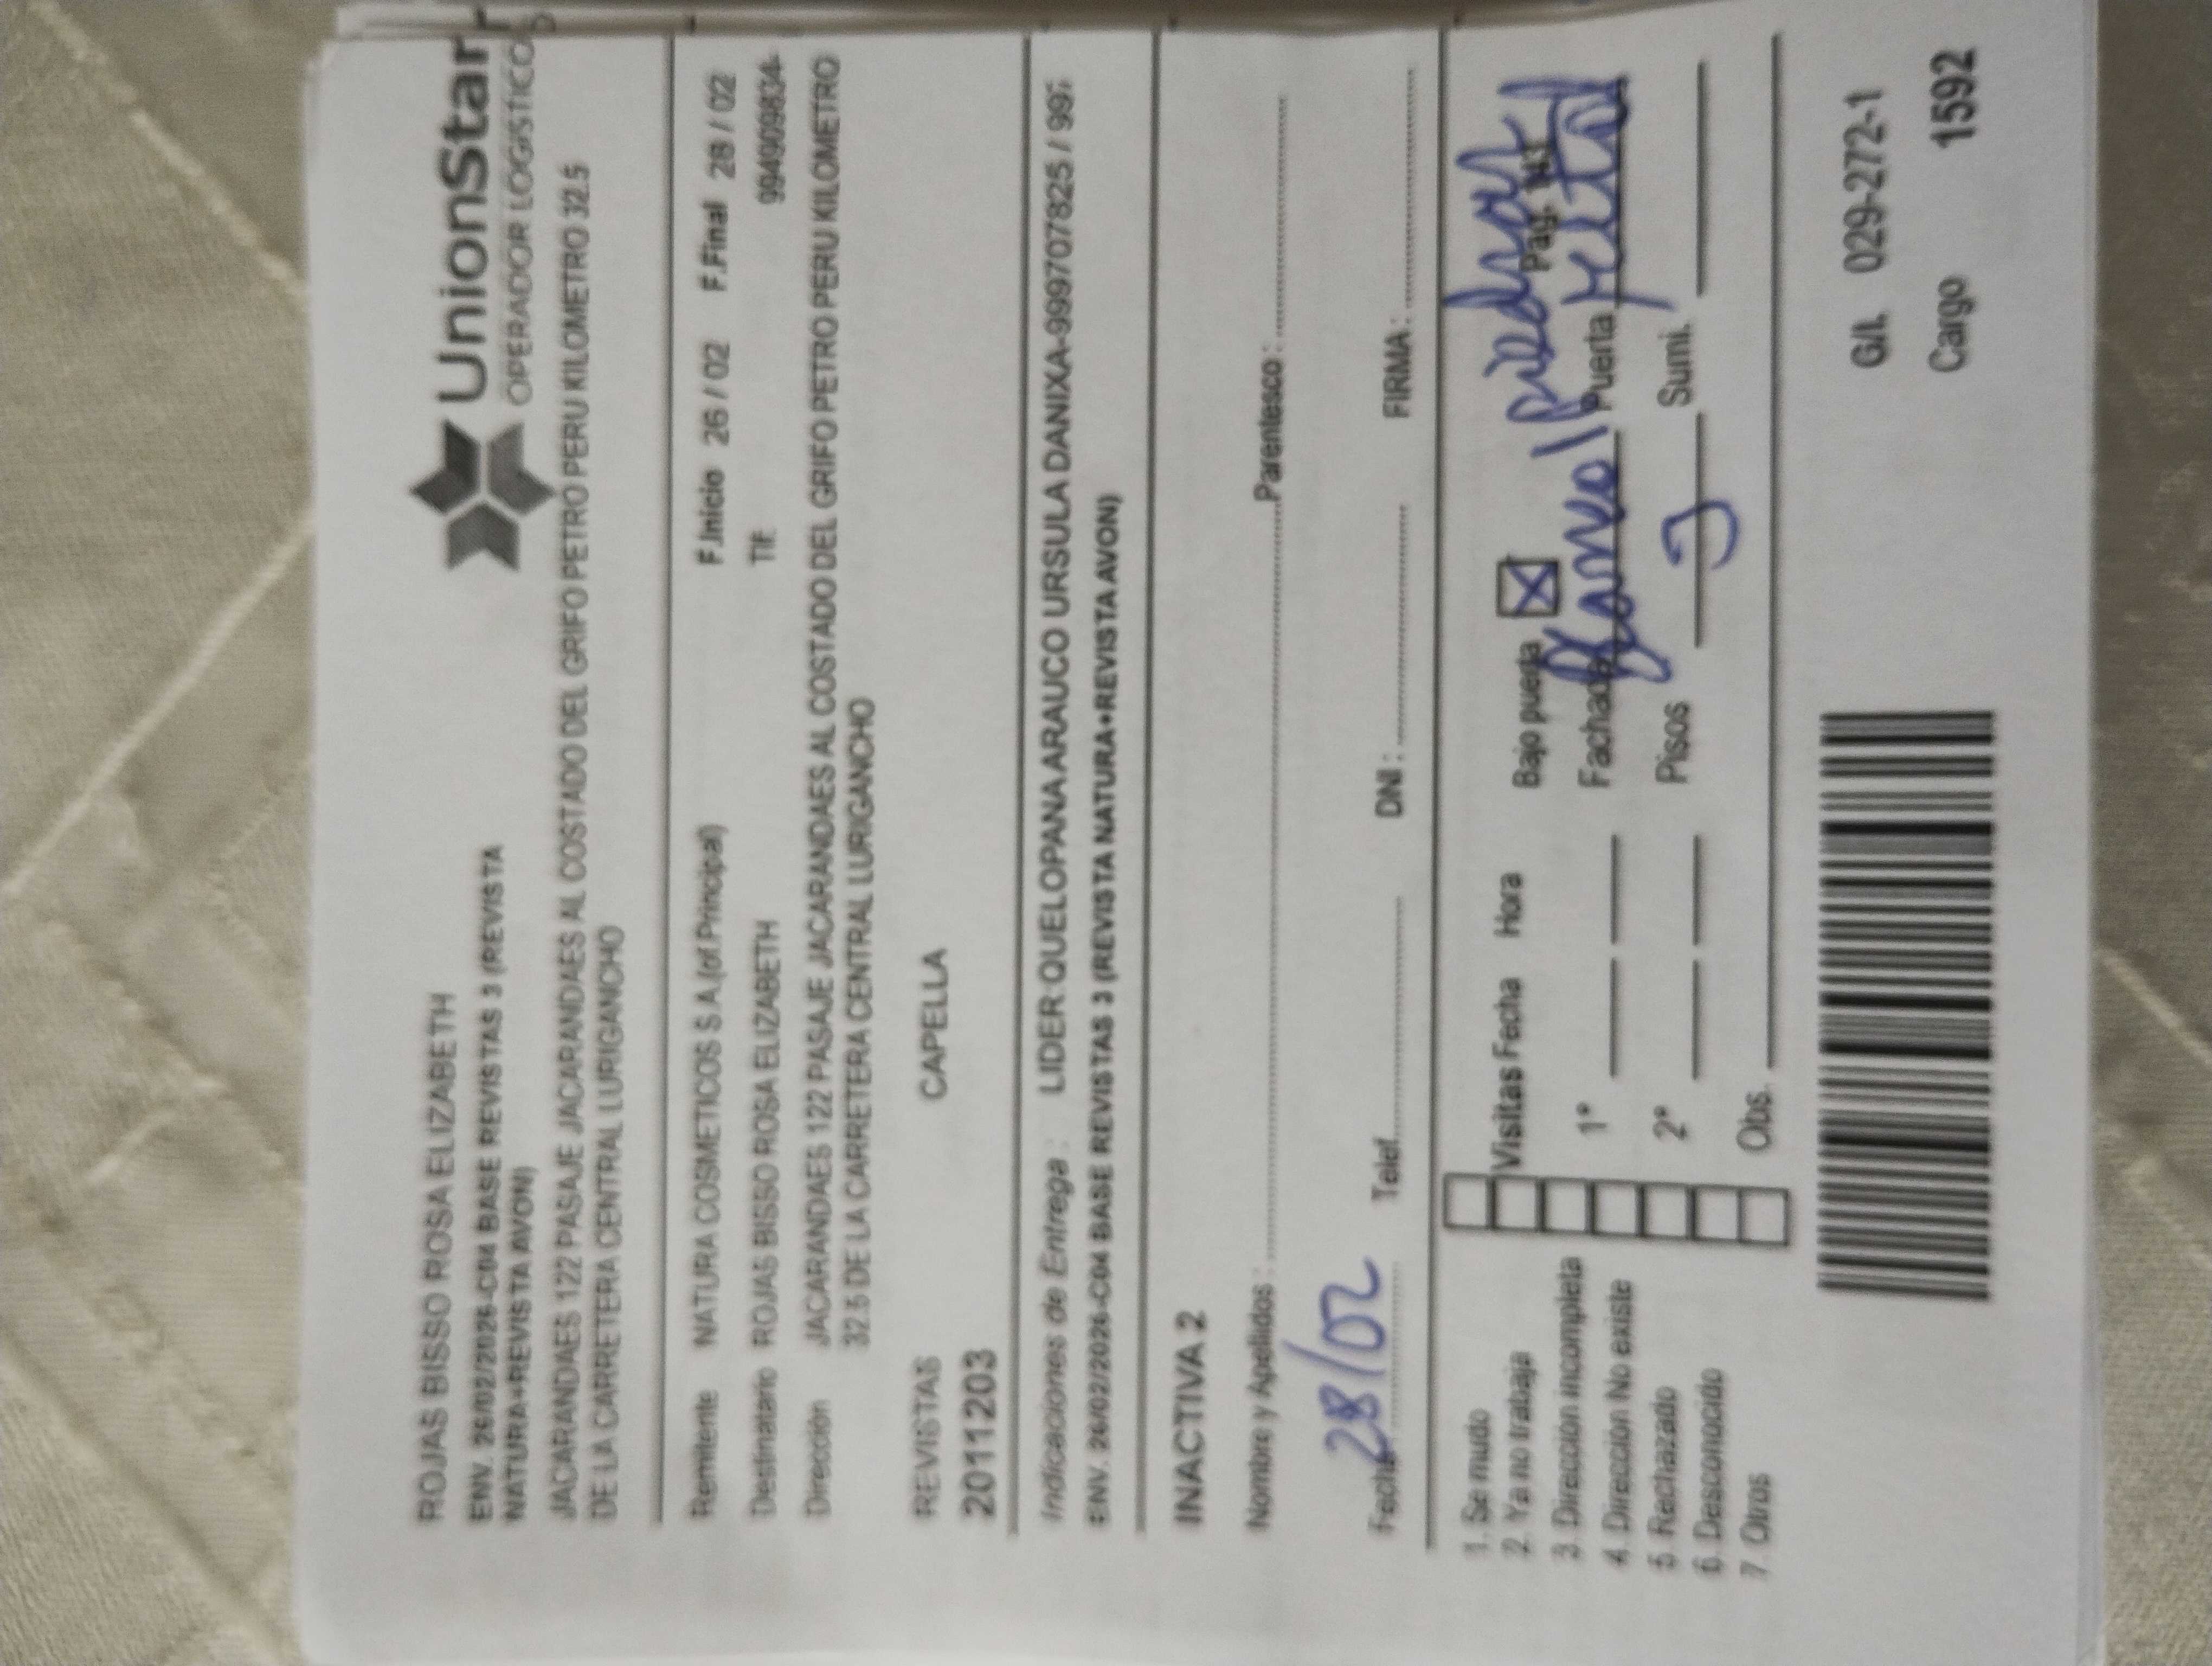 UnionStar
OPERADOR LOGISTICO
ROJAS BISSO ROSA ELIZABETH
ENV. 26/02/2026-C04 BASE REVISTAS 3 (REVISTA
NATURA+REVISTA AVON)
JACARANDAES 122 PASAJE JACARANDAES AL COSTADO DEL GRIFO PETRO PERU KILOMETRO 32.5
DE LA CARRETERA CENTRAL LURIGANCHO
Remitente NATURA COSMETICOS S.A.(of.Principal) F.Inicio 26 / 02 F.Final 28 / 02
Destinatario ROJAS BISSO ROSA ELIZABETH TlF. 994909834-
Dirección JACARANDAES 122 PASAJE JACARANDAES AL COSTADO DEL GRIFO PETRO PERU KILOMETRO
32.5 DE LA CARRETERA CENTRAL LURIGANCHO
REVISTAS CAPELLA
2011203
Indicaciones de Entrega : LIDER QUELOPANA ARAUCO URSULA DANIXA-999707825 / 997
ENV. 26/02/2026-C04 BASE REVISTAS 3 (REVISTA NATURA+REVISTA AVON)
INACTIVA 2
Nombre y Apellidos : Parentesco :
Fecha 28/02 Telef. DNI : FIRMA :
1. Se mudo
2. Ya no trabaja
3. Dirección incompleta
4. Dirección No existe
5. Rechazado
6. Desconocido
7. Otros
Visitas Fecha Hora Bajo puerta X Pag. Int
1° Fachada Puerta metal
2° Pisos Sumi.
Obs.
G/L 029-272-1
Cargo 1592